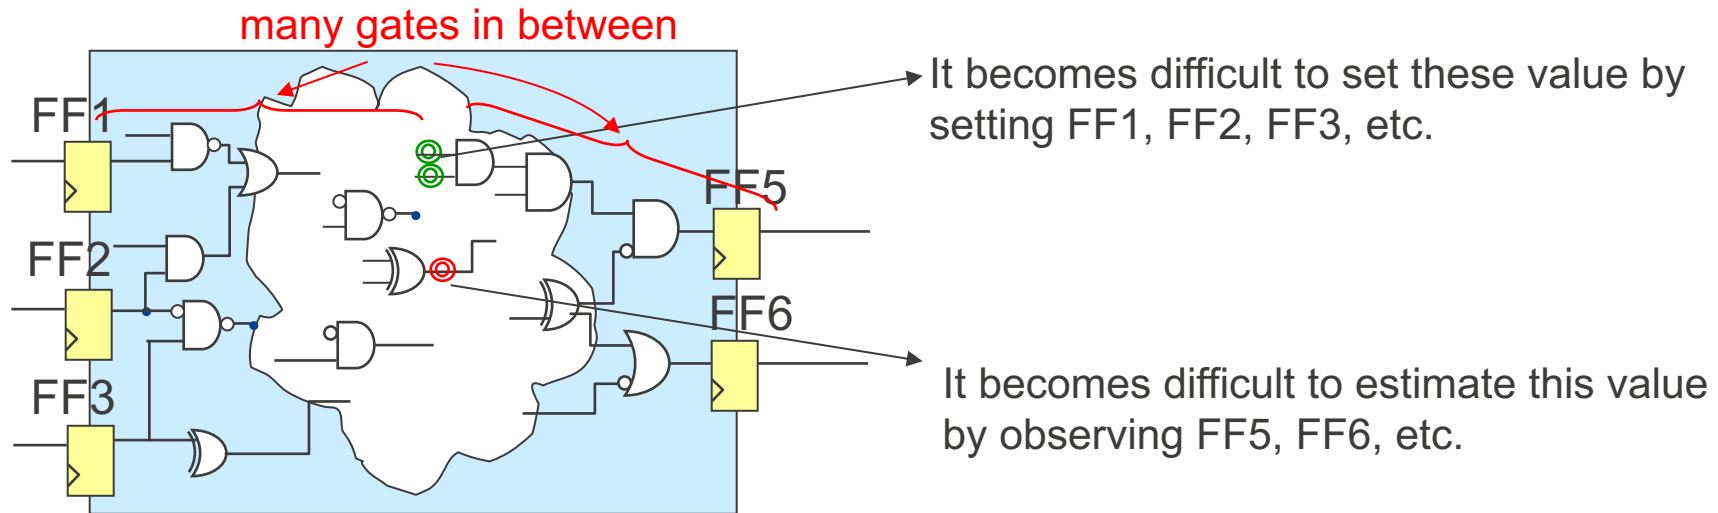 many gates in between
It becomes difficult to set these value by
setting FF1, FF2, FF3, etc.
FF1
FF5
FF2
FF6
FF3
It becomes difficult to estimate this value
by observing FF5, FF6, etc.